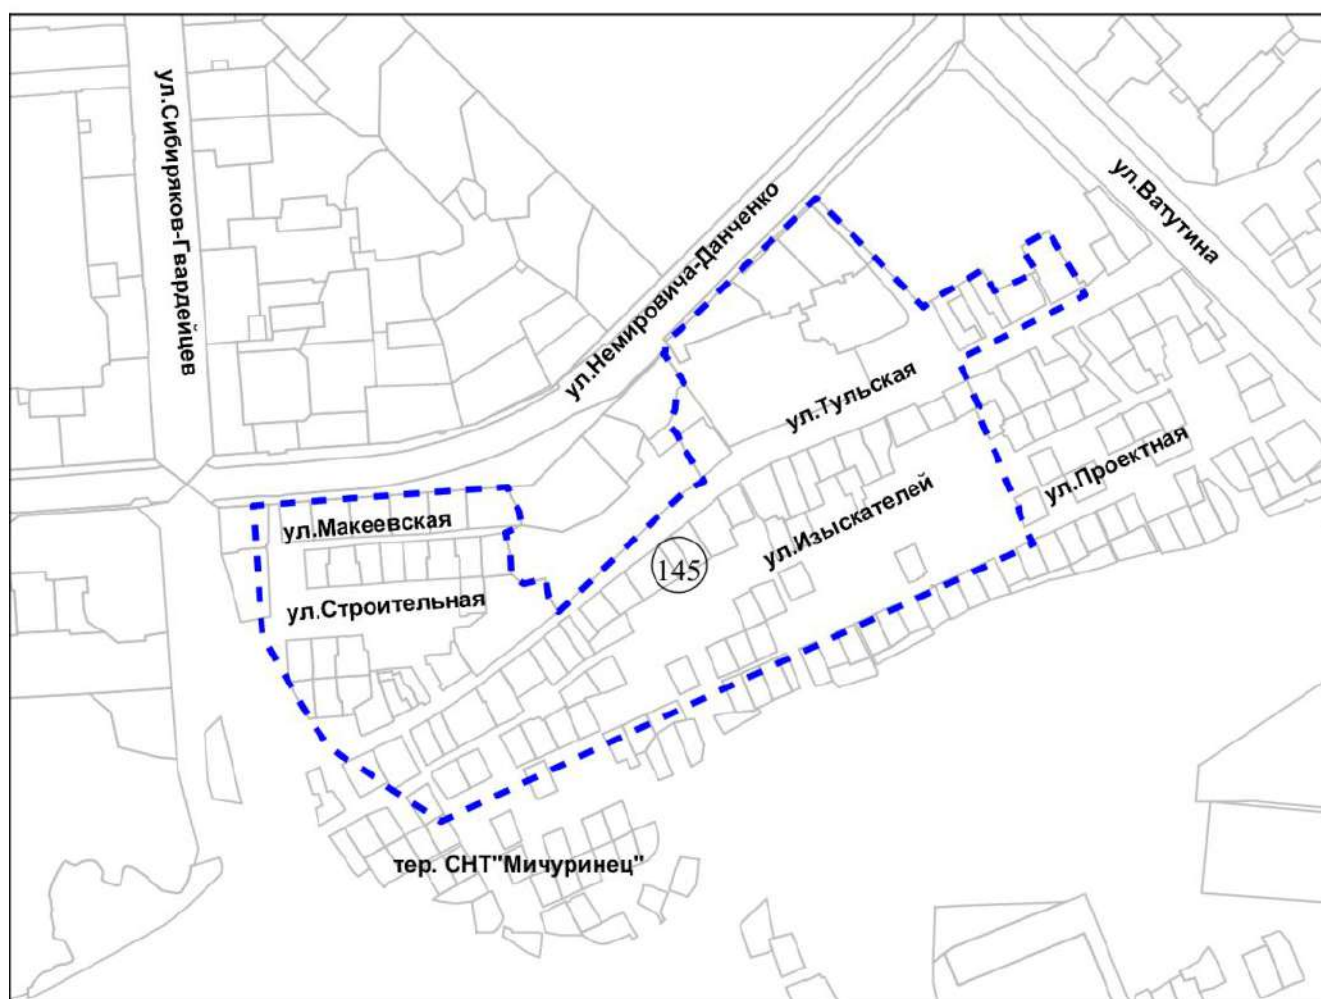 ул.Сибиряков-Гвардейцев
ул.Немировича-Данченко
ул.Ватутина
ул.Тульская
ул.Проектная
ул.Изыскателей
ул.Макеевская
145
ул.Строительная
тер. СНТ"Мичуринец"